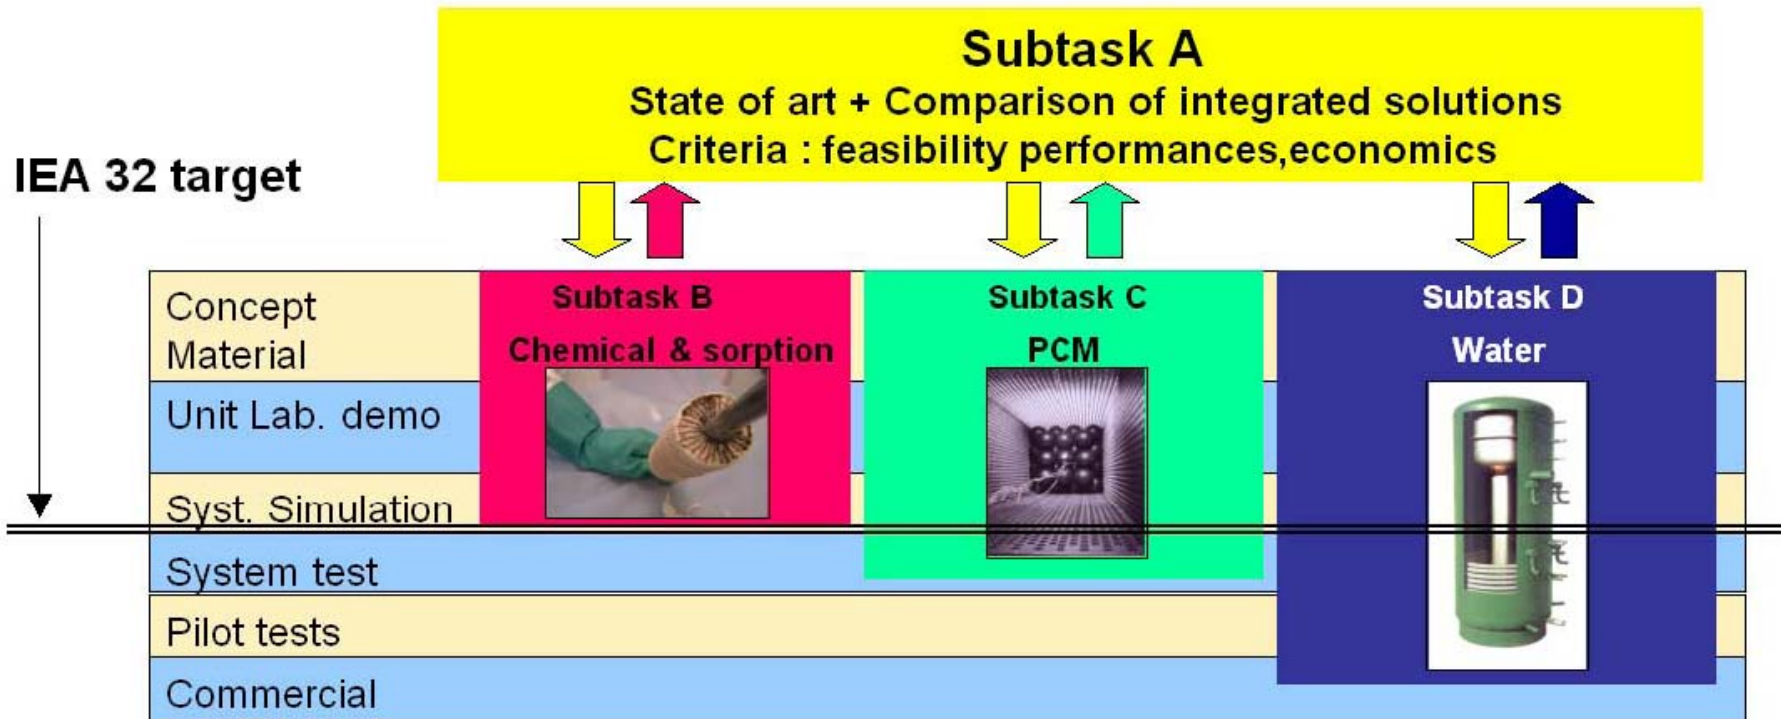 Subtask A
State of art + Comparison of integrated solutions
Criteria : feasibility performances,economics
IEA 32 target
Concept
Material
Unit Lab. demo
Syst. Simulation
System test
Pilot tests
Commercial
Subtask B
Chemical & sorption
Subtask C
PCM
Subtask D
Water